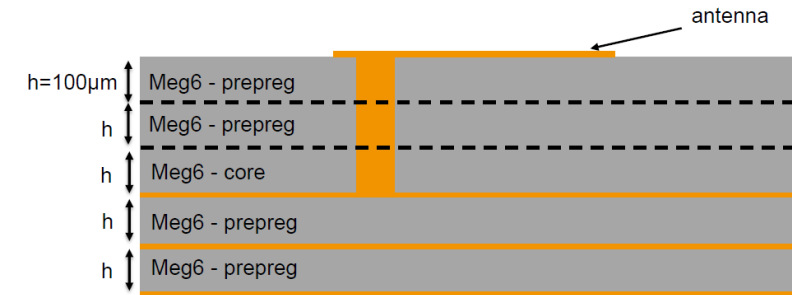 antenna
h=100µm
Meg6 - prepreg
h
Meg6 - prepreg
h
Meg6 - core
h
Meg6 - prepreg
h
Meg6 - prepreg